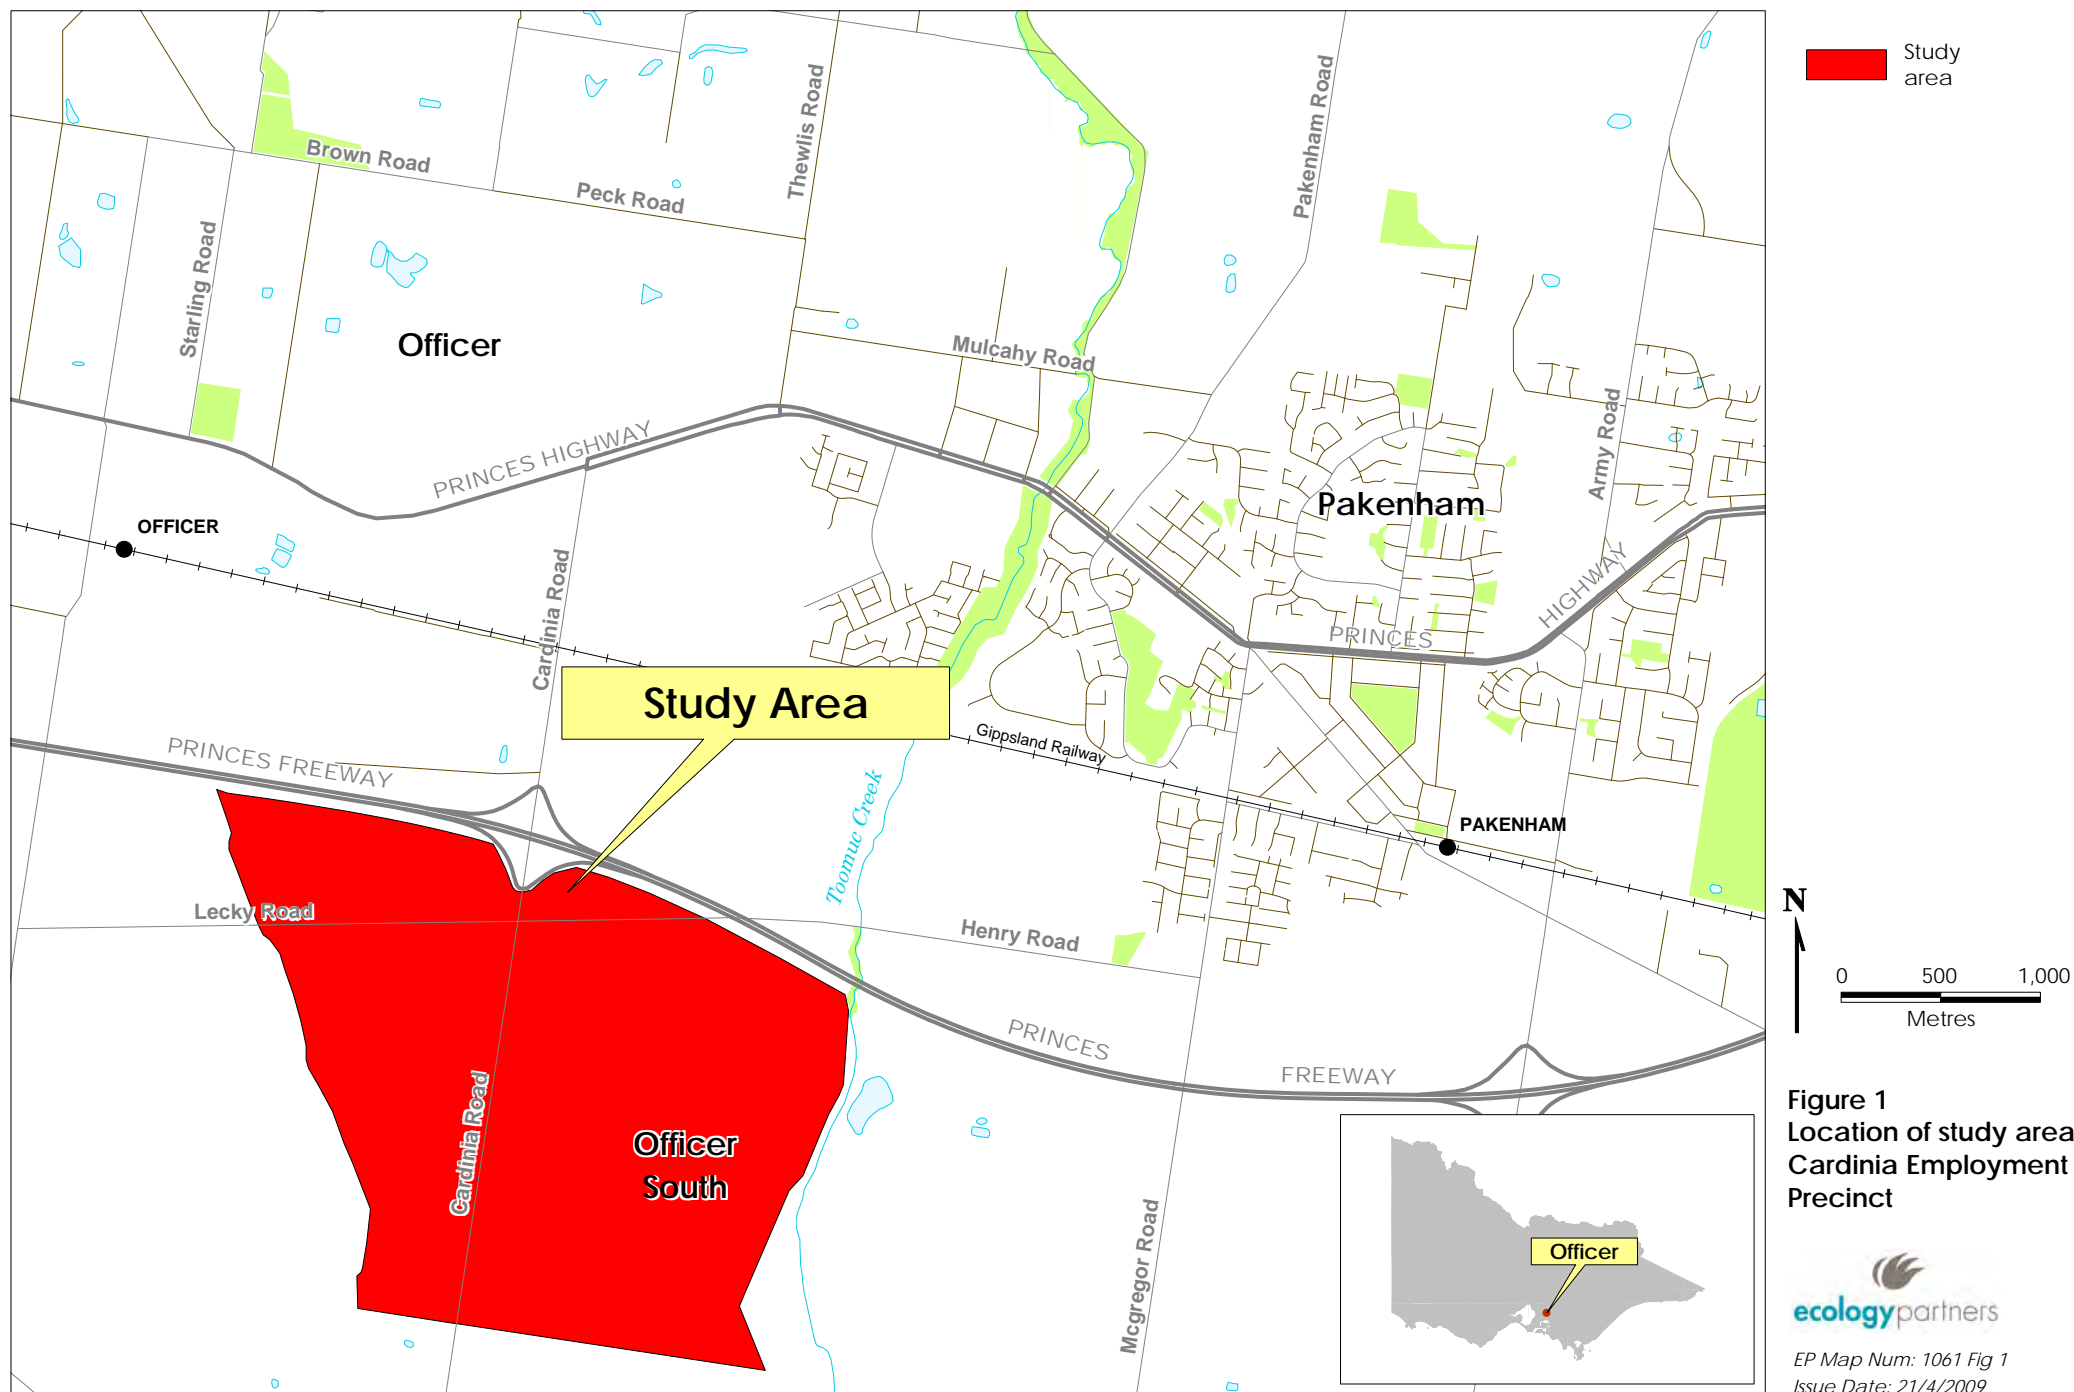 Study
area
Thewlis Road
Pakenham Road
Brown Road
Peck Road
Starling Road
Officer
Mulcahy Road
Army Road
PRINCES HIGHWAY
Pakenham
OFFICER
HIGHWAY
Cardinia Road
PRINCES
Study Area
Gippsland Railway
PRINCES FREEWAY
Toomuc Creek
PAKENHAM
Lecky Road
Henry Road
N
0 500 1,000
Metres
PRINCES
FREEWAY
Cardinia Road
Officer
South
Mcgregor Road
Officer
Figure 1
Location of study area
Cardinia Employment
Precinct
ecologypartners
EP Map Num: 1061 Fig 1
Issue Date: 21/4/2009